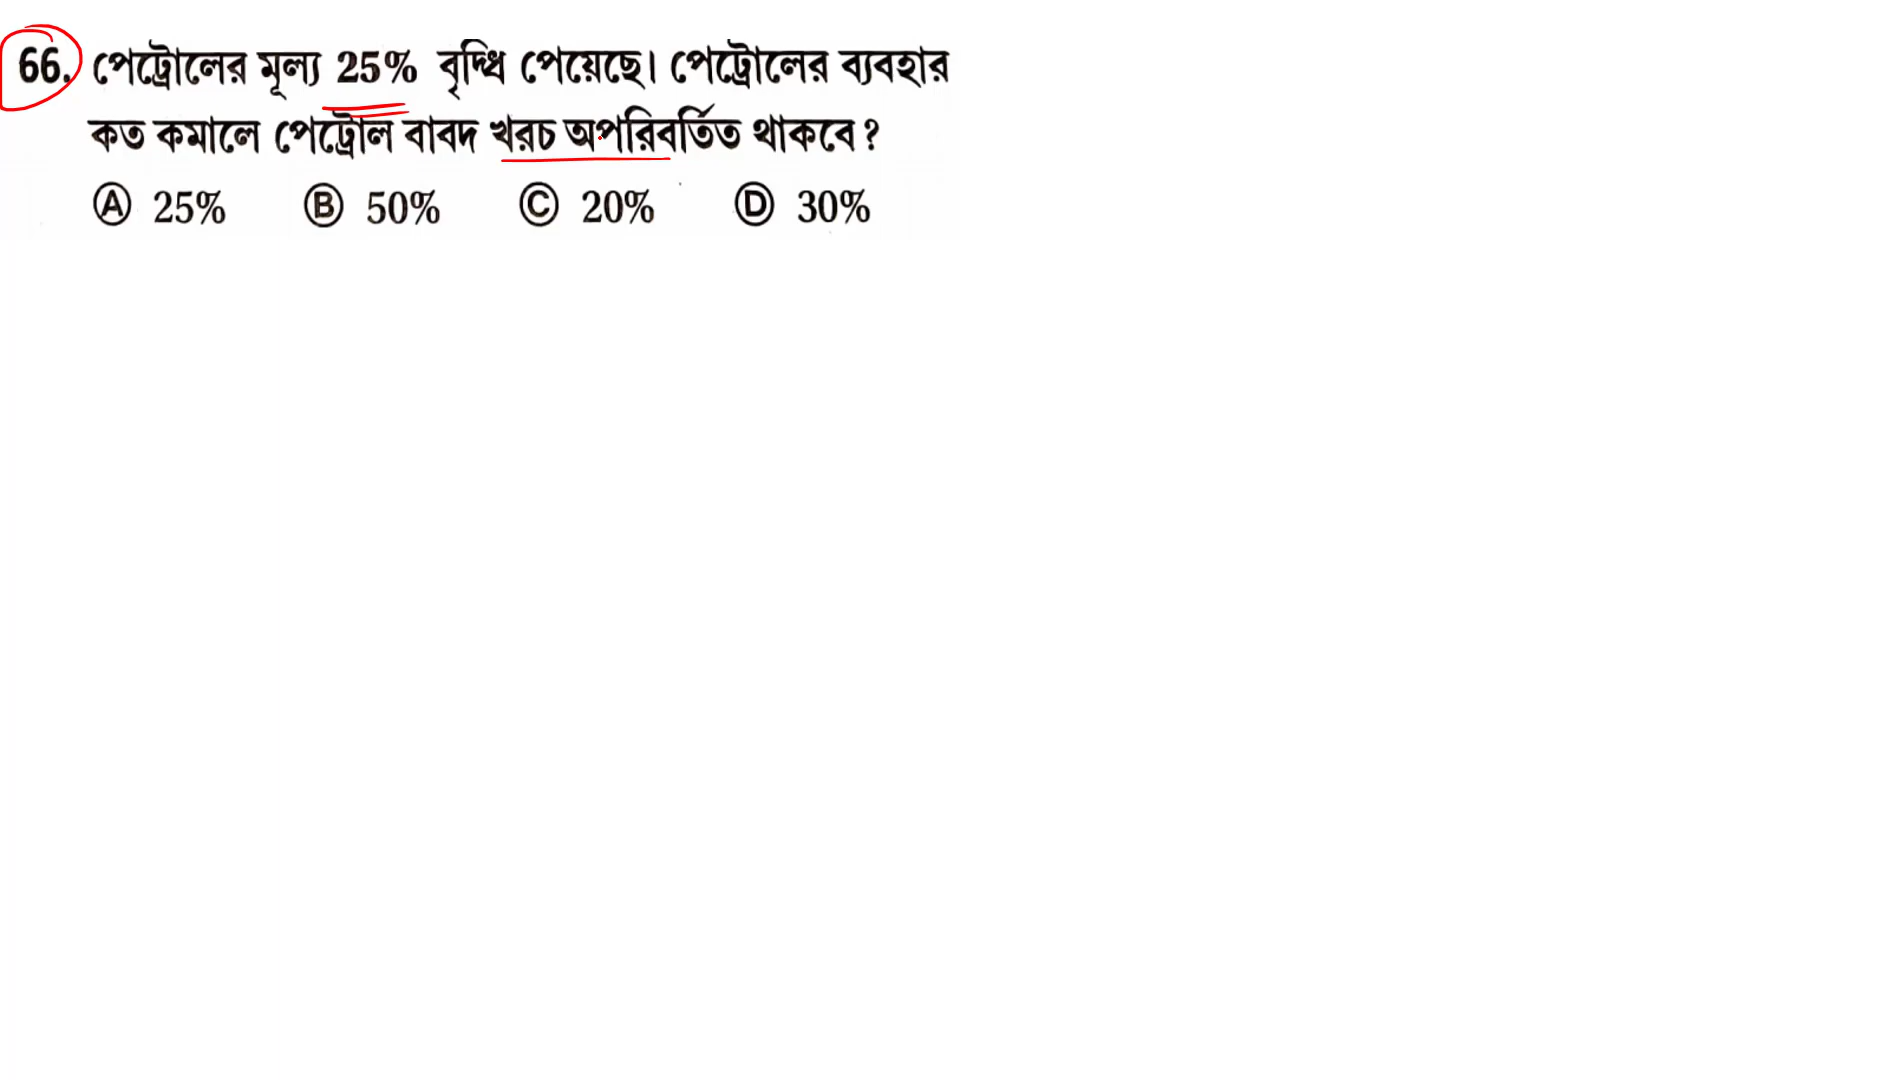 66. পেট্রোলের মূল্য 25% বৃদ্ধি পেয়েছে। পেট্রোলের ব্যবহার
কত কমালে পেট্রোল বাবদ খরচ অপরিবর্তিত থাকবে?
Ⓐ 25% Ⓑ 50% Ⓒ 20% Ⓓ 30%